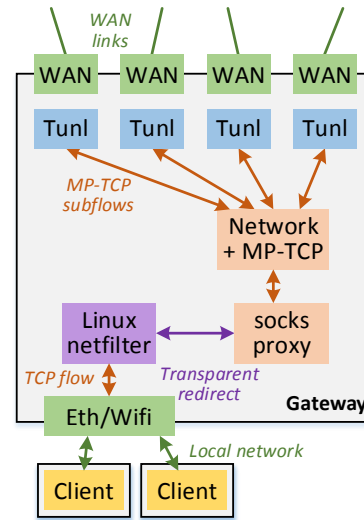 WAN
links
WAN WAN WAN WAN
Tunl Tunl Tunl Tunl
MP-TCP
subflows
Network
+ MP-TCP
Linux
netfilter
socks
proxy
TCP flow
Transparent
redirect
Gateway
Eth/Wifi
Local network
Client Client